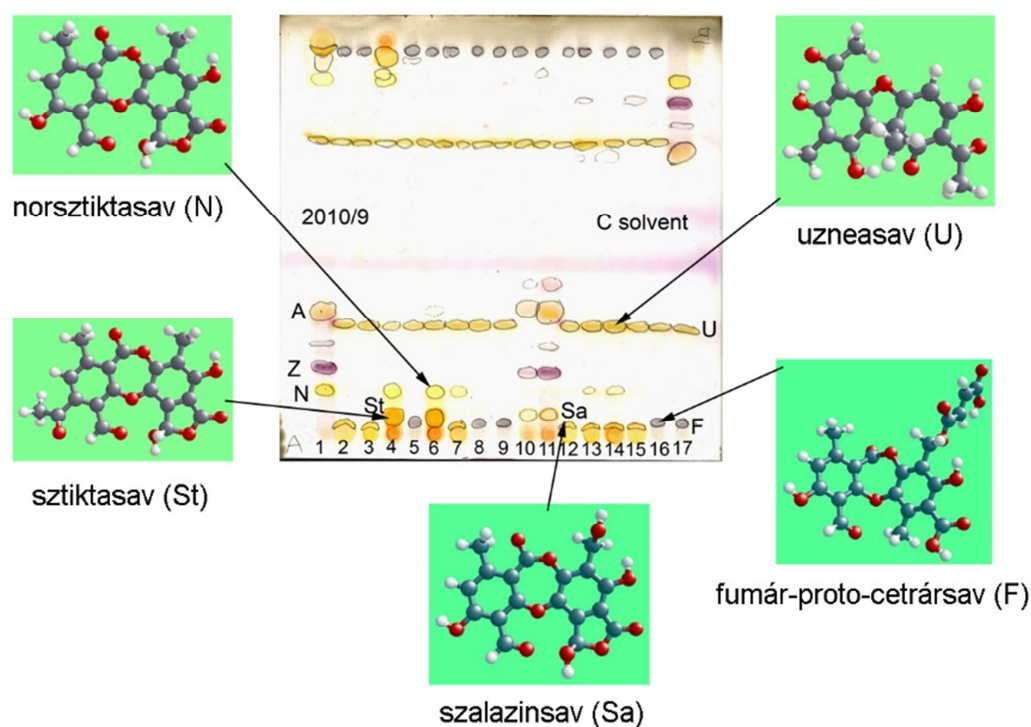 norsztiktasav (N)
sztiktasav (St)
2010/9
C solvent
A
U
Z
N
St
Sa
F
A
1 2 3 4 5 6 7 8 9 10 11 12 13 14 15 16 17
uzneasav (U)
fumár-proto-cetrársav (F)
szalazinsav (Sa)